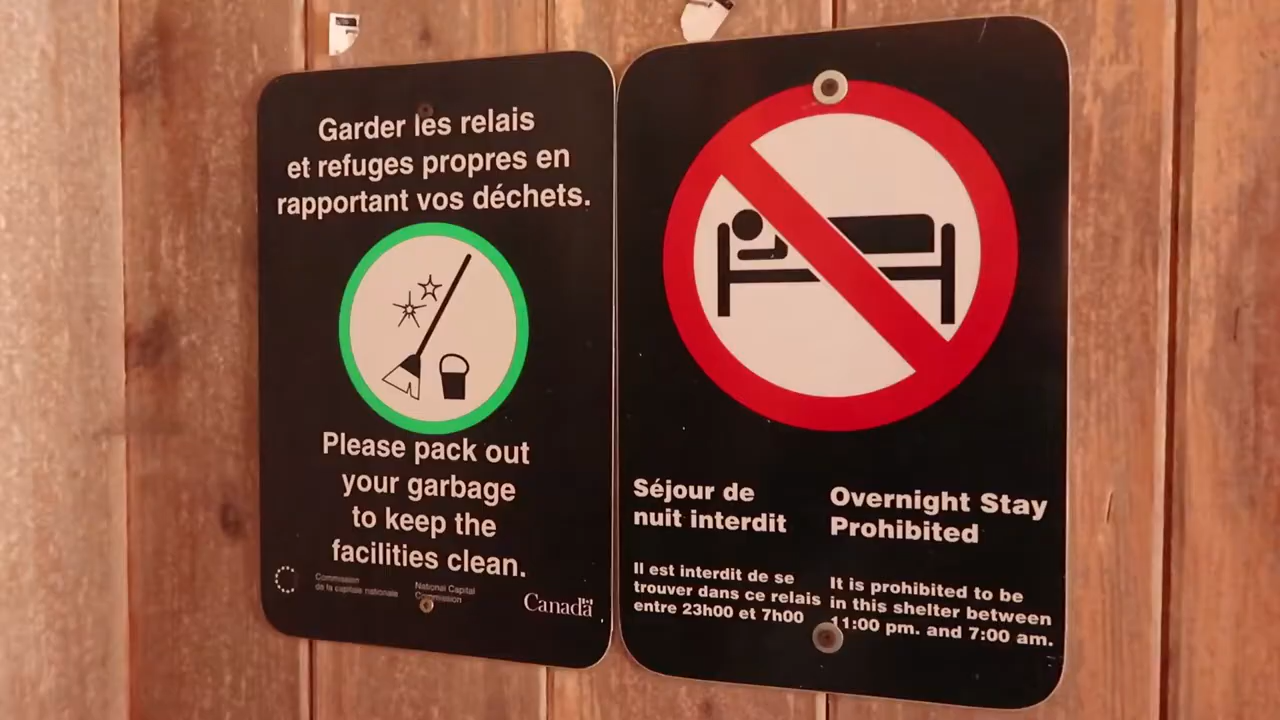 Garder les relais
et refuges propres en
rapportant vos déchets.
Please pack out
your garbage
to keep the
facilities clean.
Commission
de la capitale nationale
National Capital
Commission
Canada
Séjour de
nuit interdit
Il est interdit de se
trouver dans ce relais
entre 23h00 et 7h00
Overnight Stay
Prohibited
It is prohibited to be
in this shelter between
11:00 pm. and 7:00 am.